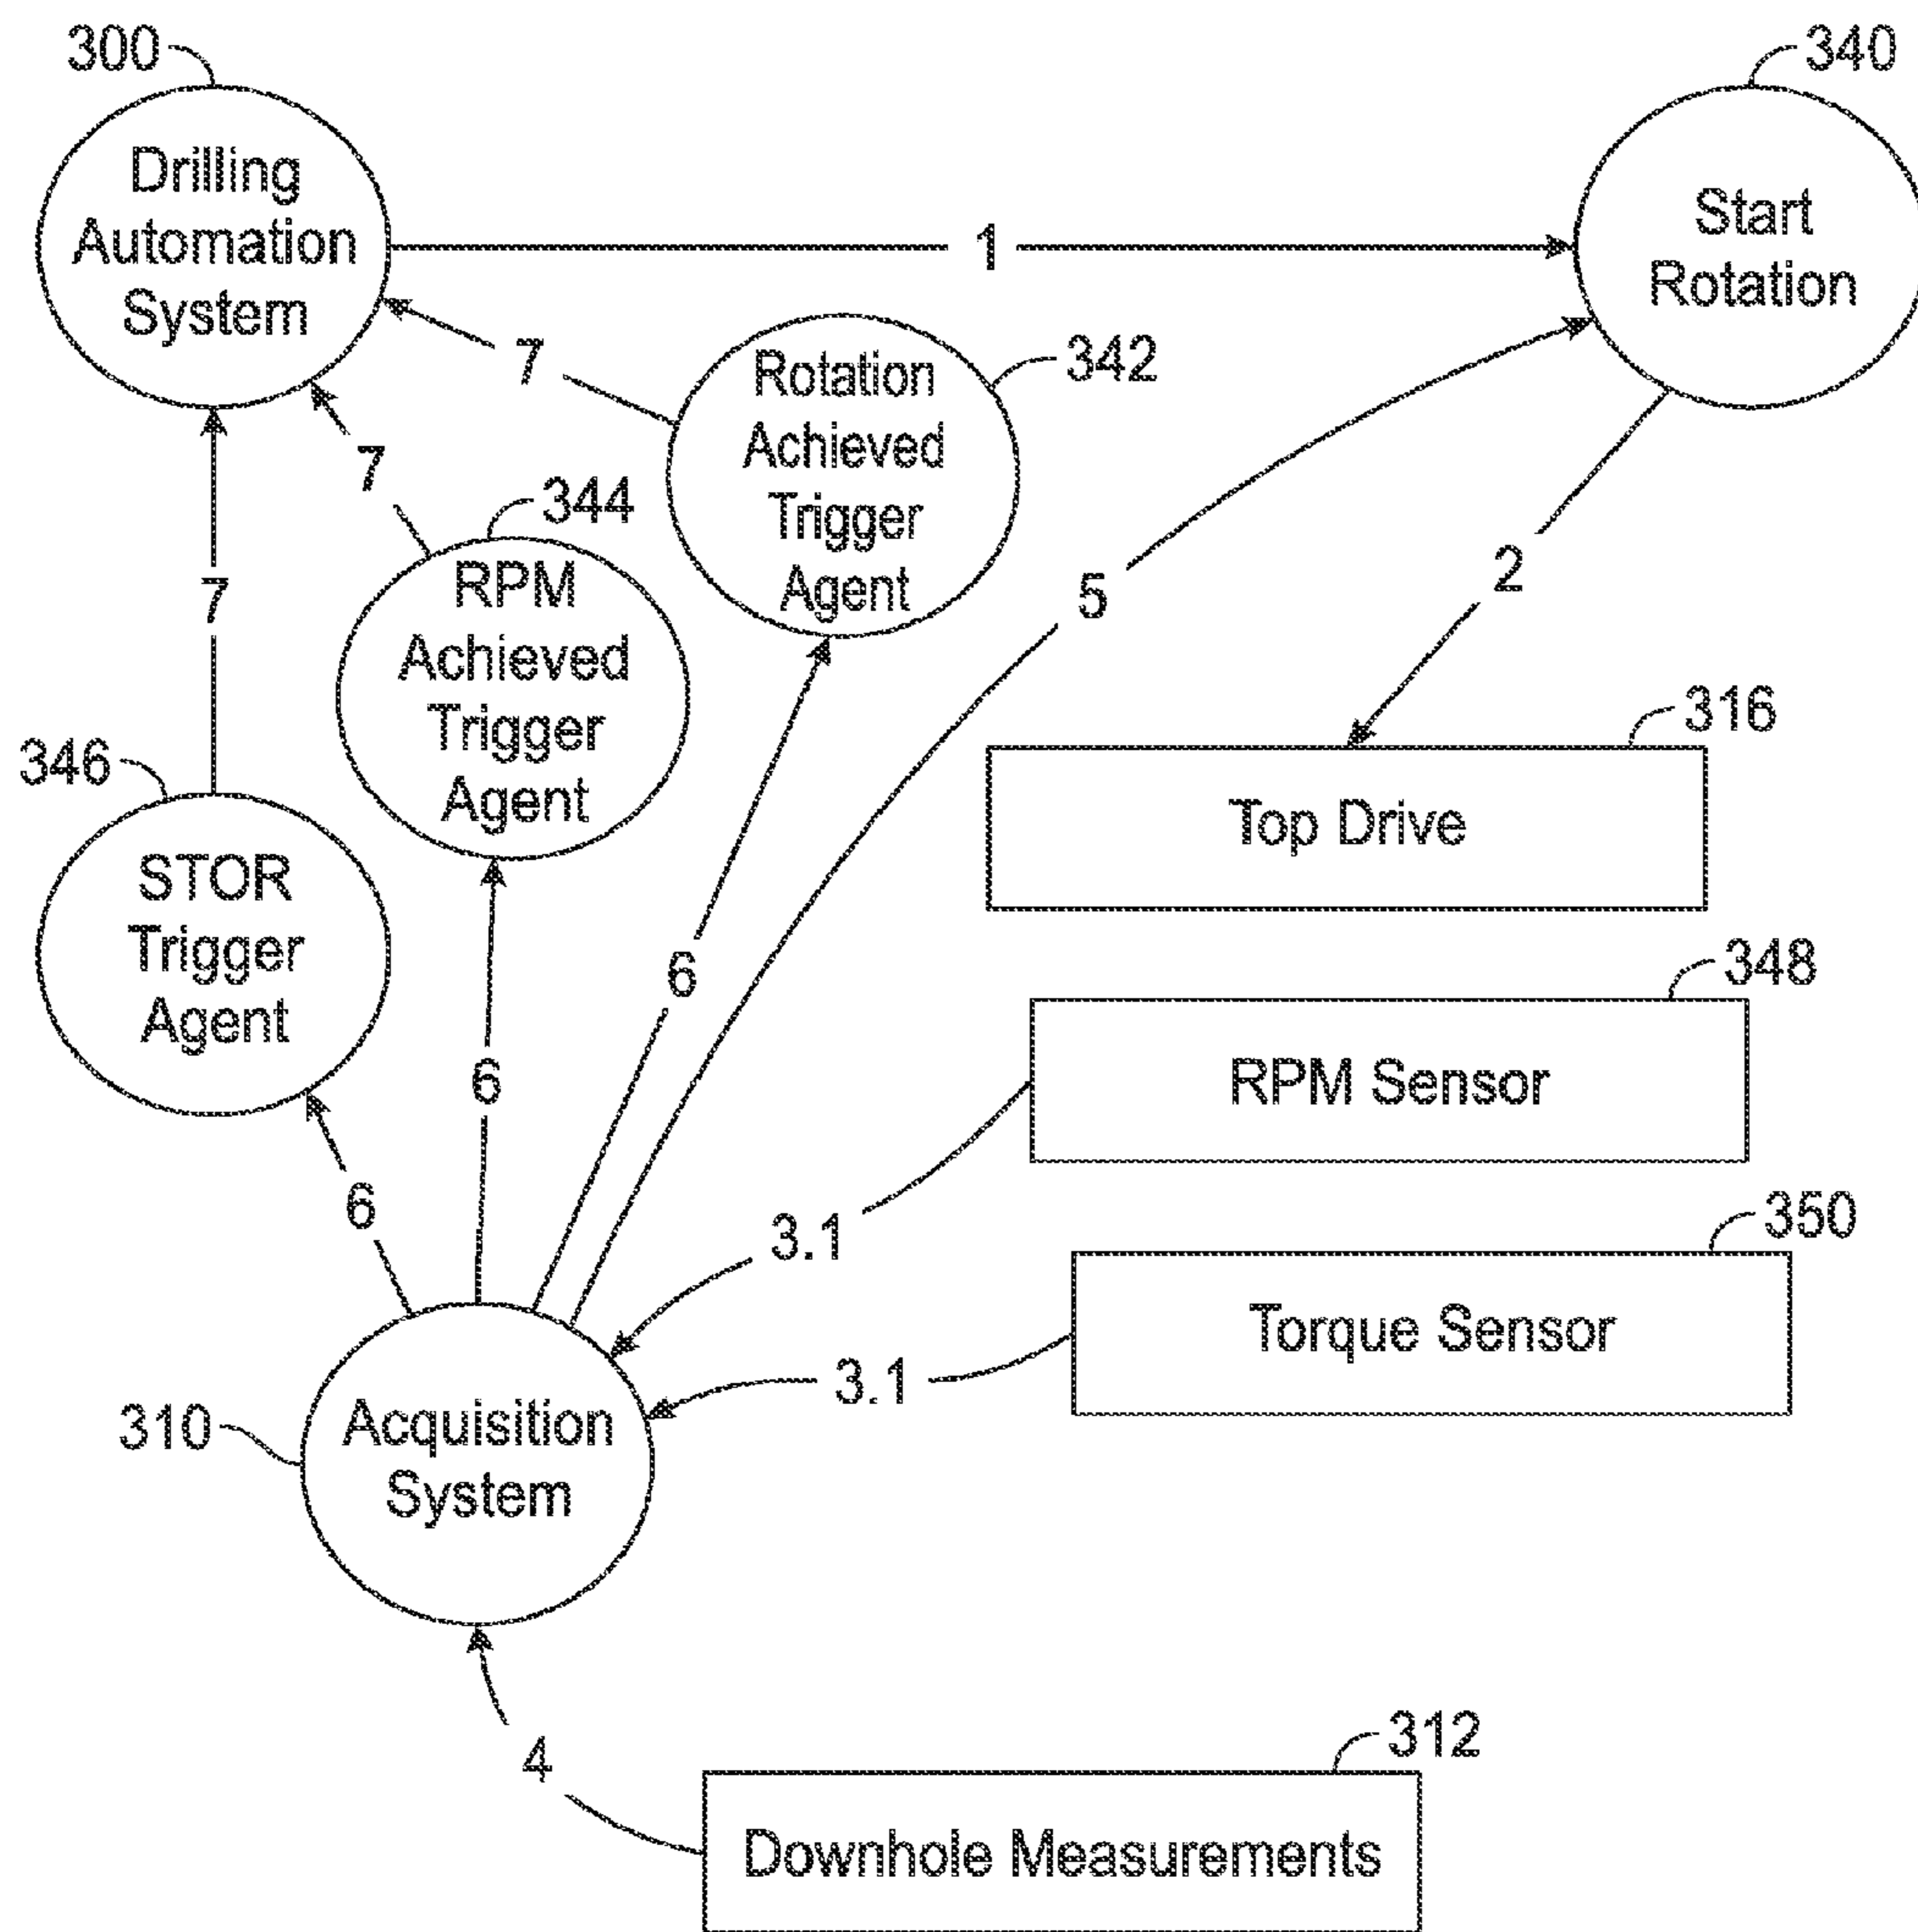 300
340
Drilling
Automation
System
1
Start
Rotation
7
Rotation
Achieved
Trigger
Agent
342
7
344
RPM
Achieved
Trigger
Agent
7
5
2
346
STOR
Trigger
Agent
316
Top Drive
6
6
6
348
RPM Sensor
3.1
350
Torque Sensor
3.1
310
Acquisition
System
4
312
Downhole Measurements